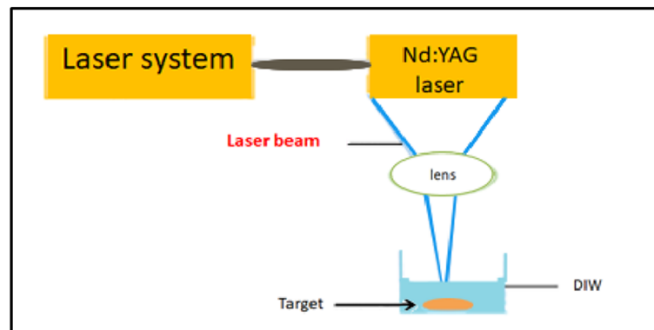 Laser system
Nd:YAG
laser
Laser beam
lens
DIW
Target